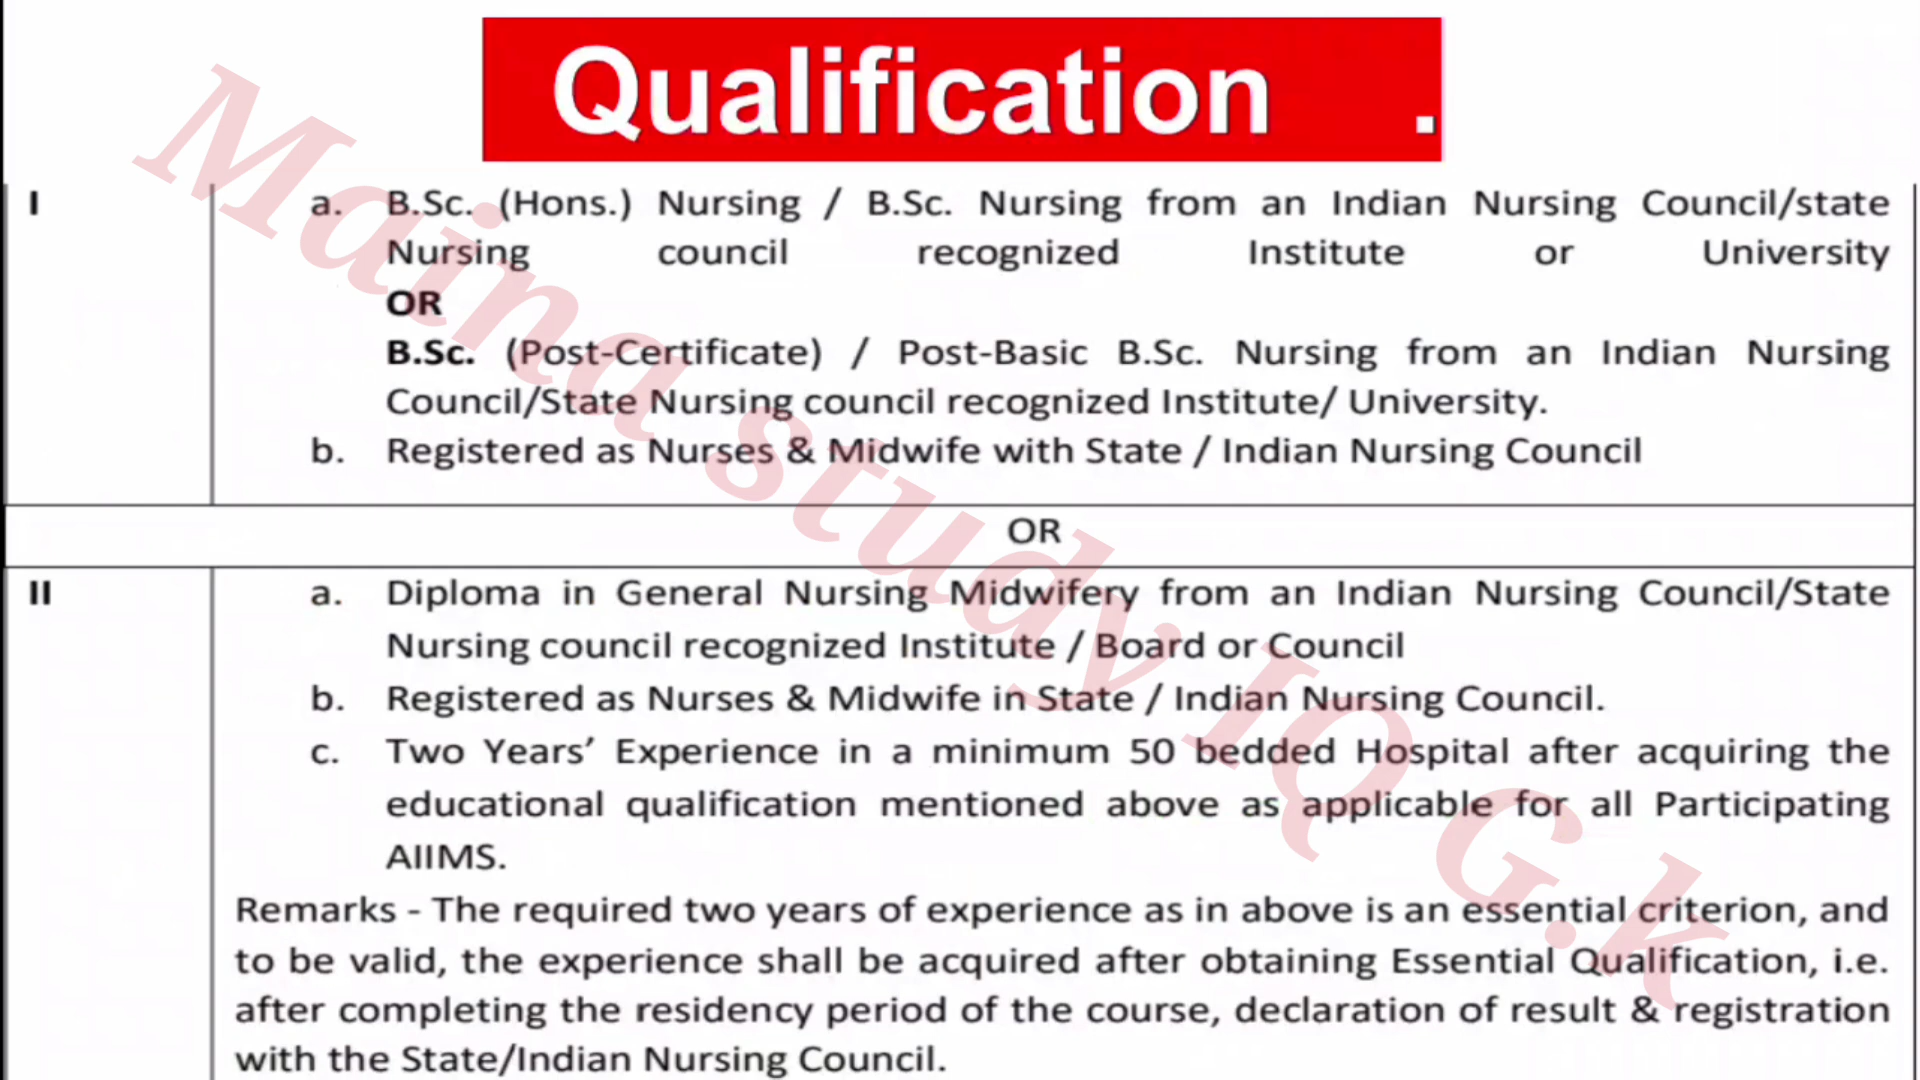 Qualification .
I a. B.Sc. (Hons.) Nursing / B.Sc. Nursing from an Indian Nursing Council/state
Nursing council recognized Institute or University
OR
B.Sc. (Post-Certificate) / Post-Basic B.Sc. Nursing from an Indian Nursing
Council/State Nursing council recognized Institute/ University.
b. Registered as Nurses & Midwife with State / Indian Nursing Council
OR
II a. Diploma in General Nursing Midwifery from an Indian Nursing Council/State
Nursing council recognized Institute / Board or Council
b. Registered as Nurses & Midwife in State / Indian Nursing Council.
c. Two Years’ Experience in a minimum 50 bedded Hospital after acquiring the
educational qualification mentioned above as applicable for all Participating
AIIMS.
Remarks - The required two years of experience as in above is an essential criterion, and
to be valid, the experience shall be acquired after obtaining Essential Qualification, i.e.
after completing the residency period of the course, declaration of result & registration
with the State/Indian Nursing Council.
Maina study IQ G.k